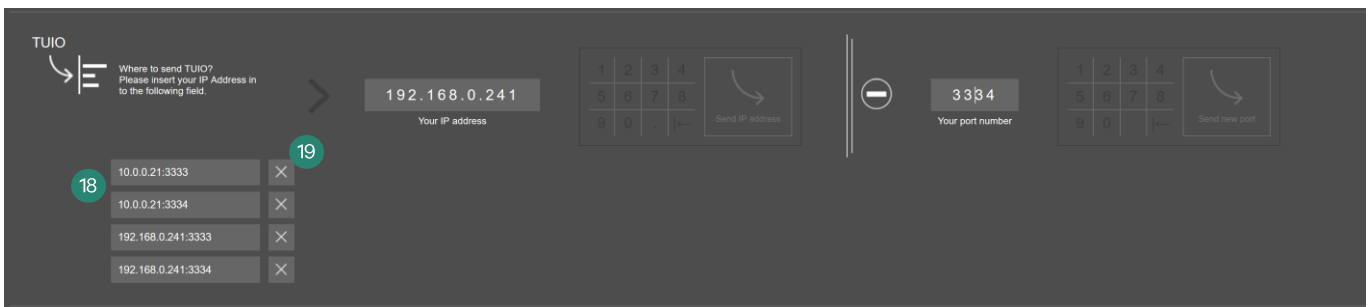 TUIO
Where to send TUIO?
Please insert your IP Address in
to the following field.
192.168.0.241
Your IP address
1 2 3 4
5 6 7 8
9 0 .
Send IP address
3334
Your port number
1 2 3 4
5 6 7 8
9 0
Send new port
18
19
10.0.0.21:3333
10.0.0.21:3334
192.168.0.241:3333
192.168.0.241:3334